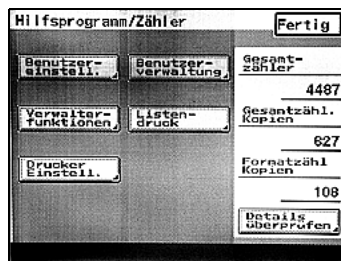 Hilfsprogramm/Zähler
Fertig
Benutzer-
einstell.
Benutzer-
verwaltung
Verwalter-
funktionen
Listen-
druck
Drucker
Einstell.
Gesamt-
zähler
4487
Gesamtzähl.
Kopien
627
Formatzähl
Kopien
108
Details
überprüfen